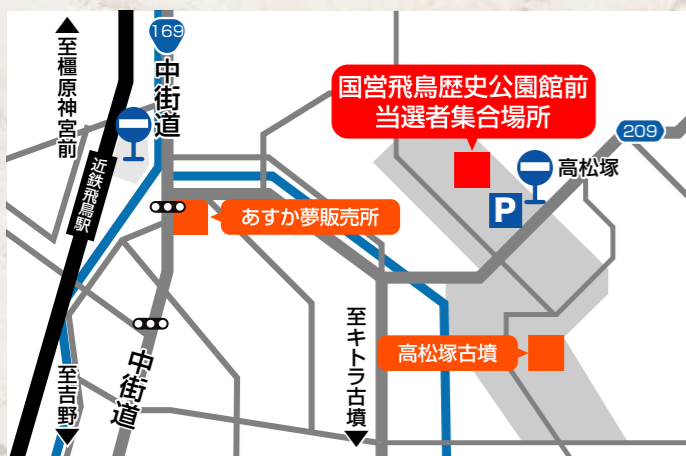 169
至橿原神宮前
中街道
国営飛鳥歴史公園館前
当選者集合場所
209
高松塚
P
近鉄飛鳥駅
あすか夢販売所
至キトラ古墳
高松塚古墳
中街道
至吉野